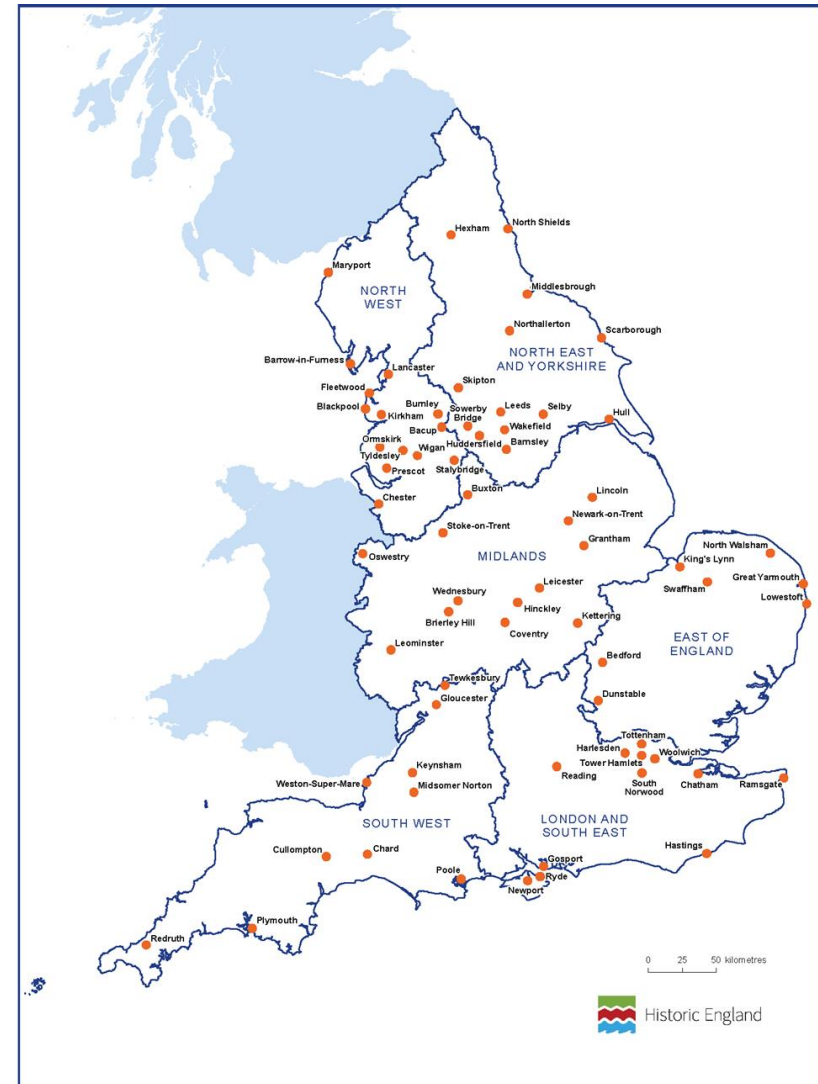 Hexham
North Shields
Maryport
NORTH
WEST
Middlesbrough
Northallerton
Scarborough
NORTH EAST
AND YORKSHIRE
Barrow-in-Furness
Lancaster
Skipton
Fleetwood
Blackpool
Kirkham
Burnley
Sowerby
Bridge
Leeds
Selby
Hull
Bacup
Wakefield
Huddersfield
Barnsley
Ormskirk
Wigan
Tyldesley
Stalybridge
Prescot
Buxton
Chester
Lincoln
Newark-on-Trent
Stoke-on-Trent
Grantham
Oswestry
MIDLANDS
North Walsham
King's Lynn
Swaffham
Great Yarmouth
Lowestoft
Leicester
Wednesbury
Hinckley
Brierley Hill
Kettering
Coventry
EAST OF
ENGLAND
Leominster
Bedford
Tewkesbury
Dunstable
Gloucester
Tottenham
Harlesden
Woolwich
Tower Hamlets
Keynsham
Reading
South
Norwood
Chatham
Ramsgate
Weston-Super-Mare
Midsomer Norton
SOUTH WEST
LONDON AND
SOUTH EAST
Cullompton
Chard
Hastings
Gosport
Poole
Ryde
Newport
Plymouth
Redruth
0 25 50 kilometres
Historic England